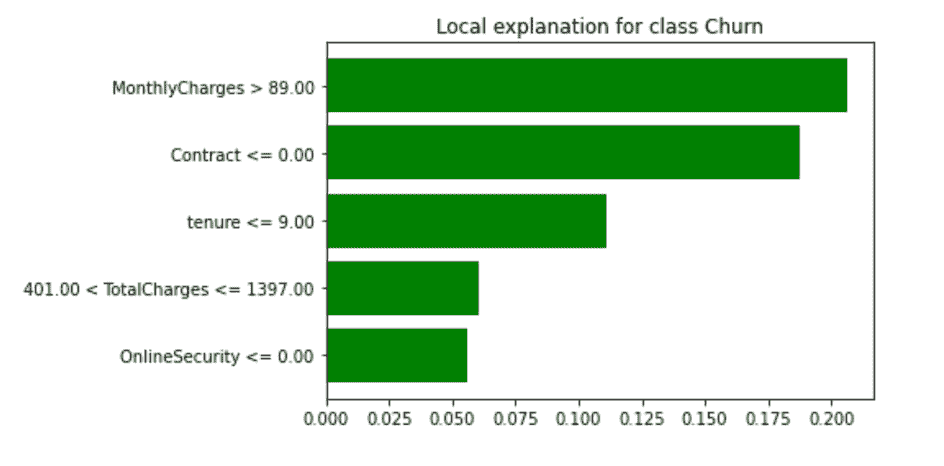 Local explanation for class Churn
MonthlyCharges > 89.00
Contract <= 0.00
tenure <= 9.00
401.00 < TotalCharges <= 1397.00
OnlineSecurity <= 0.00
0.000 0.025 0.050 0.075 0.100 0.125 0.150 0.175 0.200